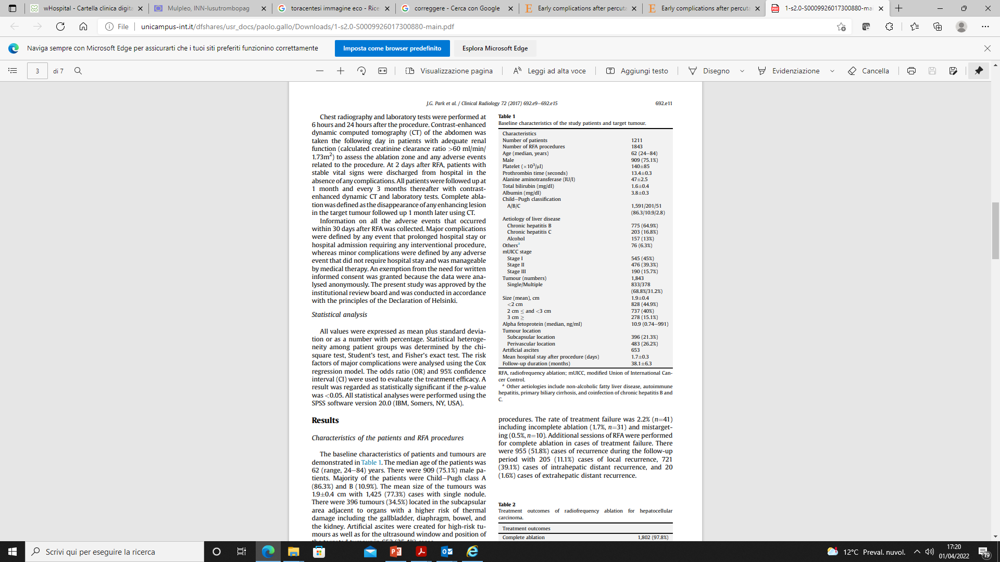 wHospital - Cartella clinica digita
Mulpleo, INN-lusutrombopag
toracentesi immagine eco - Rice
correggere - Cerca con Google
Early complications after percuta
Early complications after percuta
1-s2.0-S0009926017300880-mai
File
unicampus-int.it/dfshares/usr_docs/paolo.gallo/Downloads/1-s2.0-S0009926017300880-main.pdf
Naviga sempre con Microsoft Edge per assicurarti che i tuoi siti preferiti funzionino correttamente
Imposta come browser predefinito
Esplora Microsoft Edge
3 di 7
Visualizzazione pagina
Leggi ad alta voce
Aggiungi testo
Disegno
Evidenziazione
Cancella
J.G. Park et al. / Clinical Radiology 72 (2017) 692.e9–692.e15
692.e11
Chest radiography and laboratory tests were performed at
6 hours and 24 hours after the procedure. Contrast-enhanced
dynamic computed tomography (CT) of the abdomen was
taken the following day in patients with adequate renal
function (calculated creatinine clearance ratio >60 ml/min/
1.73m²) to assess the ablation zone and any adverse events
related to the procedure. At 2 days after RFA, patients with
stable vital signs were discharged from hospital in the
absence of any complications. All patients were followed up at
1 month and every 3 months thereafter with contrast-
enhanced dynamic CT and laboratory tests. Complete abla-
tion was defined as the disappearance of any enhancing lesion
in the target tumour followed up 1 month later using CT.
Information on all the adverse events that occurred
within 30 days after RFA was collected. Major complications
were defined by any event that prolonged hospital stay or
hospital admission requiring any interventional procedure,
whereas minor complications were defined by any adverse
event that did not require hospital stay and was manageable
by medical therapy. An exemption from the need for written
informed consent was granted because the data were ana-
lysed anonymously. The present study was approved by the
institutional review board and was conducted in accordance
with the principles of the Declaration of Helsinki.
Statistical analysis
All values were expressed as mean plus standard devia-
tion or as a number with percentage. Statistical heteroge-
neity among patient groups was determined by the chi-
square test, Student's test, and Fisher's exact test. The risk
factors of major complications were analysed using the Cox
regression model. The odds ratio (OR) and 95% confidence
interval (CI) were used to evaluate the treatment efficacy. A
result was regarded as statistically significant if the p-value
was <0.05. All statistical analyses were performed using the
SPSS software version 20.0 (IBM, Somers, NY, USA).
Results
Characteristics of the patients and RFA procedures
The baseline characteristics of patients and tumours are
demonstrated in Table 1. The median age of the patients was
62 (range, 24–84) years. There were 909 (75.1%) male pa-
tients. Majority of the patients were Child–Pugh class A
(86.3%) and B (10.9%). The mean size of the tumours was
1.9±0.4 cm with 1,425 (77.3%) cases with single nodule.
There were 396 tumours (34.5%) located in the subcapsular
area adjacent to organs with a higher risk of thermal
damage including the gallbladder, diaphragm, bowel, and
the kidney. Artificial ascites were created for high-risk tu-
mours as well as for the ultrasound window and position of
Table 1
Baseline characteristics of the study patients and target tumour.
Characteristics
Number of patients 1211
Number of RFA procedures 1843
Age (median, years) 62 (24–84)
Male 909 (75.1%)
Platelet (×10³/μl) 140±85
Prothrombin time (seconds) 13.4±0.3
Alanine aminotransferase (IU/l) 47±2.5
Total bilirubin (mg/dl) 1.6±0.4
Albumin (mg/dl) 3.8±0.3
Child–Pugh classification
A/B/C 1,591/201/51
(86.3/10.9/2.8)
Aetiology of liver disease
Chronic hepatitis B 775 (64.9%)
Chronic hepatitis C 203 (16.8%)
Alcohol 157 (13%)
Othersᵃ 76 (6.3%)
mUICC stage
Stage I 545 (45%)
Stage II 476 (39.3%)
Stage III 190 (15.7%)
Tumour (numbers) 1,843
Single/Multiple 833/378
(68.8%/31.2%)
Size (mean), cm 1.9±0.4
<2 cm 828 (44.9%)
2 cm ≤ and <3 cm 737 (40%)
3 cm ≥ 278 (15.1%)
Alpha fetoprotein (median, ng/ml) 10.9 (0.74–991)
Tumour location
Subcapsular location 396 (21.3%)
Perivascular location 483 (26.2%)
Artificial ascites 653
Mean hospital stay after procedure (days) 1.7±0.3
Follow-up duration (months) 38.1±6.3
RFA, radiofrequency ablation; mUICC, modified Union of International Can-
cer Control.
ᵃ Other aetiologies include non-alcoholic fatty liver disease, autoimmune
hepatitis, primary biliary cirrhosis, and coinfection of chronic hepatitis B and
C.
procedures. The rate of treatment failure was 2.2% (n=41)
including incomplete ablation (1.7%, n=31) and mistarget-
ing (0.5%, n=10). Additional sessions of RFA were performed
for complete ablation in cases of treatment failure. There
were 955 (51.8%) cases of recurrence during the follow-up
period with 205 (11.1%) cases of local recurrence, 721
(39.1%) cases of intrahepatic distant recurrence, and 20
(1.6%) cases of extrahepatic distant recurrence.
Table 2
Treatment outcomes of radiofrequency ablation for hepatocellular
carcinoma.
Treatment outcomes
Complete ablation 1,802 (97.8%)
Scrivi qui per eseguire la ricerca
12°C Preval. nuvol.
17:20
01/04/2022
19